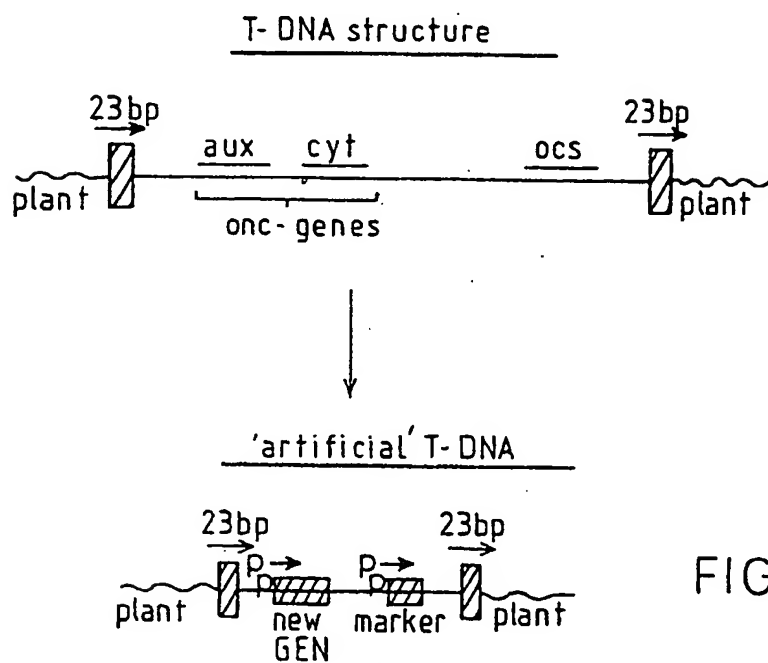 T-DNA structure
23bp 23bp
aux cyt ocs
plant plant
onc-genes
'artificial' T-DNA
23bp 23bp
P P
p p
plant new marker plant
GEN
FIG